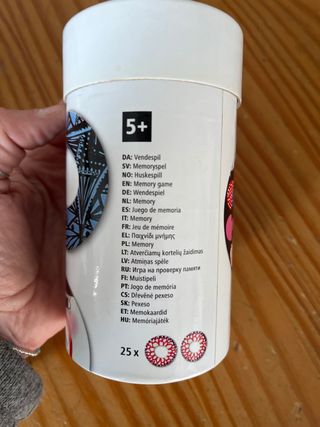 5+
DA: Vendespil
SV: Memoryspel
NO: Huskespill
EN: Memory game
DE: Wendespiel
NL: Memory
ES: Juego de memoria
IT: Memory
FR: Jeu de mémoire
EL: Παιχνίδι μνήμης
PL: Memory
LT: Atverčiamų kortelių žaidimas
LV: Atmiņas spēle
RU: Игра на проверку памяти
FI: Muistipeli
PT: Jogo de memória
CS: Dřevěné pexeso
SK: Pexeso
ET: Memokaardid
HU: Memóriajáték
25 x